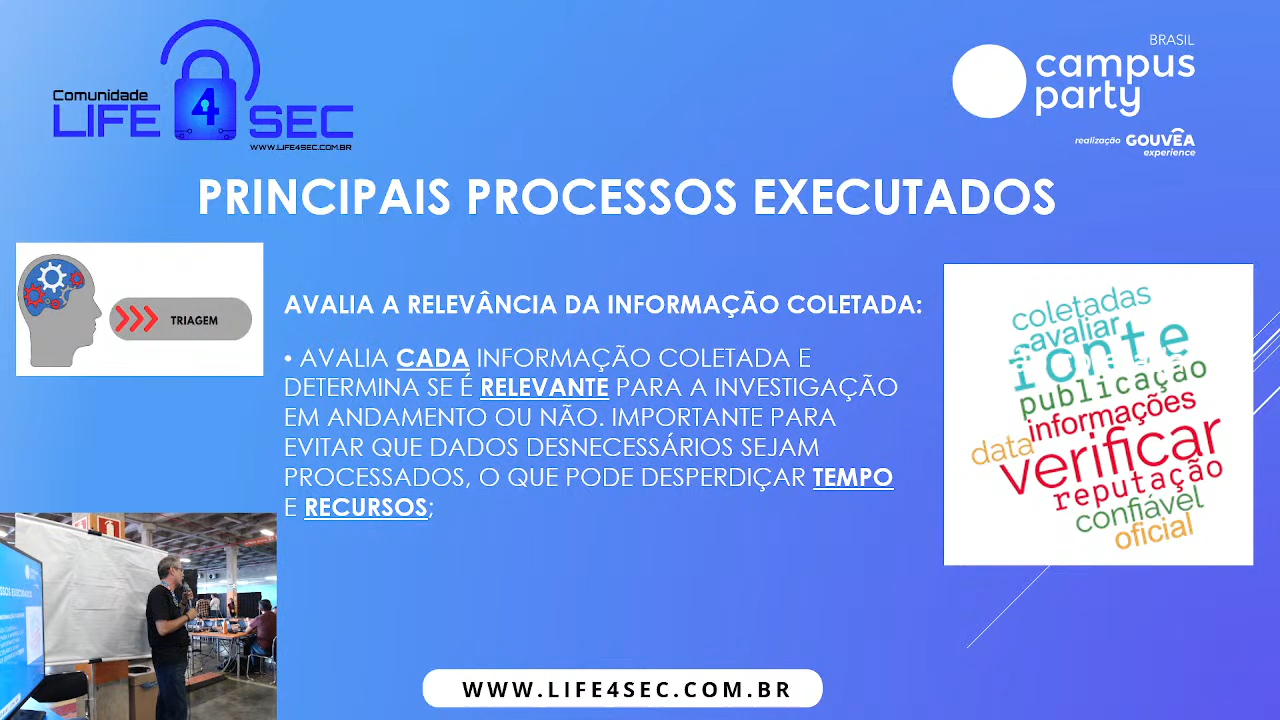 Comunidade
LIFE 4 SEC
WWW.LIFE4SEC.COM.BR
BRASIL
campus
party
realização GOUVÊA
experience
PRINCIPAIS PROCESSOS EXECUTADOS
TRIAGEM
AVALIA A RELEVÂNCIA DA INFORMAÇÃO COLETADA:
• AVALIA CADA INFORMAÇÃO COLETADA E
DETERMINA SE É RELEVANTE PARA A INVESTIGAÇÃO
EM ANDAMENTO OU NÃO. IMPORTANTE PARA
EVITAR QUE DADOS DESNECESSÁRIOS SEJAM
PROCESSADOS, O QUE PODE DESPERDIÇAR TEMPO
E RECURSOS;
coletadas
avaliar
fonte
publicação
informações
data
verificar
reputação
confiável
oficial
WWW.LIFE4SEC.COM.BR